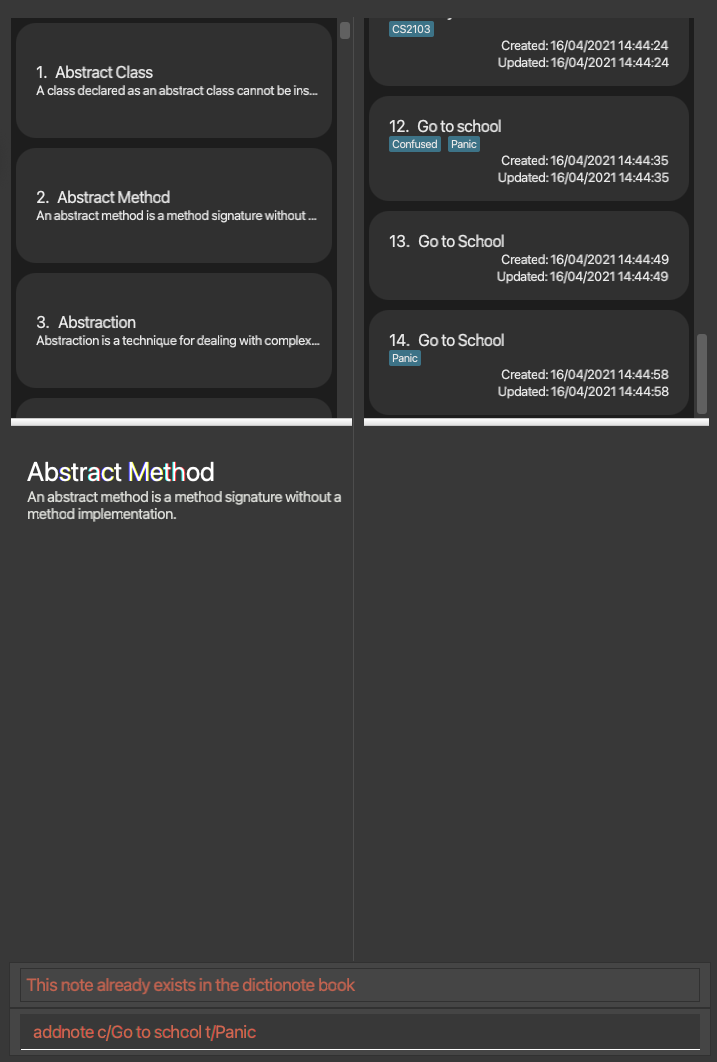 1. Abstract Class
A class declared as an abstract class cannot be ins...
2. Abstract Method
An abstract method is a method signature without ...
3. Abstraction
Abstraction is a technique for dealing with complex...
CS2103
Created: 16/04/2021 14:44:24
Updated: 16/04/2021 14:44:24
12. Go to school
Confused Panic
Created: 16/04/2021 14:44:35
Updated: 16/04/2021 14:44:35
13. Go to School
Created: 16/04/2021 14:44:49
Updated: 16/04/2021 14:44:49
14. Go to School
Panic
Created: 16/04/2021 14:44:58
Updated: 16/04/2021 14:44:58
Abstract Method
An abstract method is a method signature without a
method implementation.
This note already exists in the dictionote book
addnote c/Go to school t/Panic